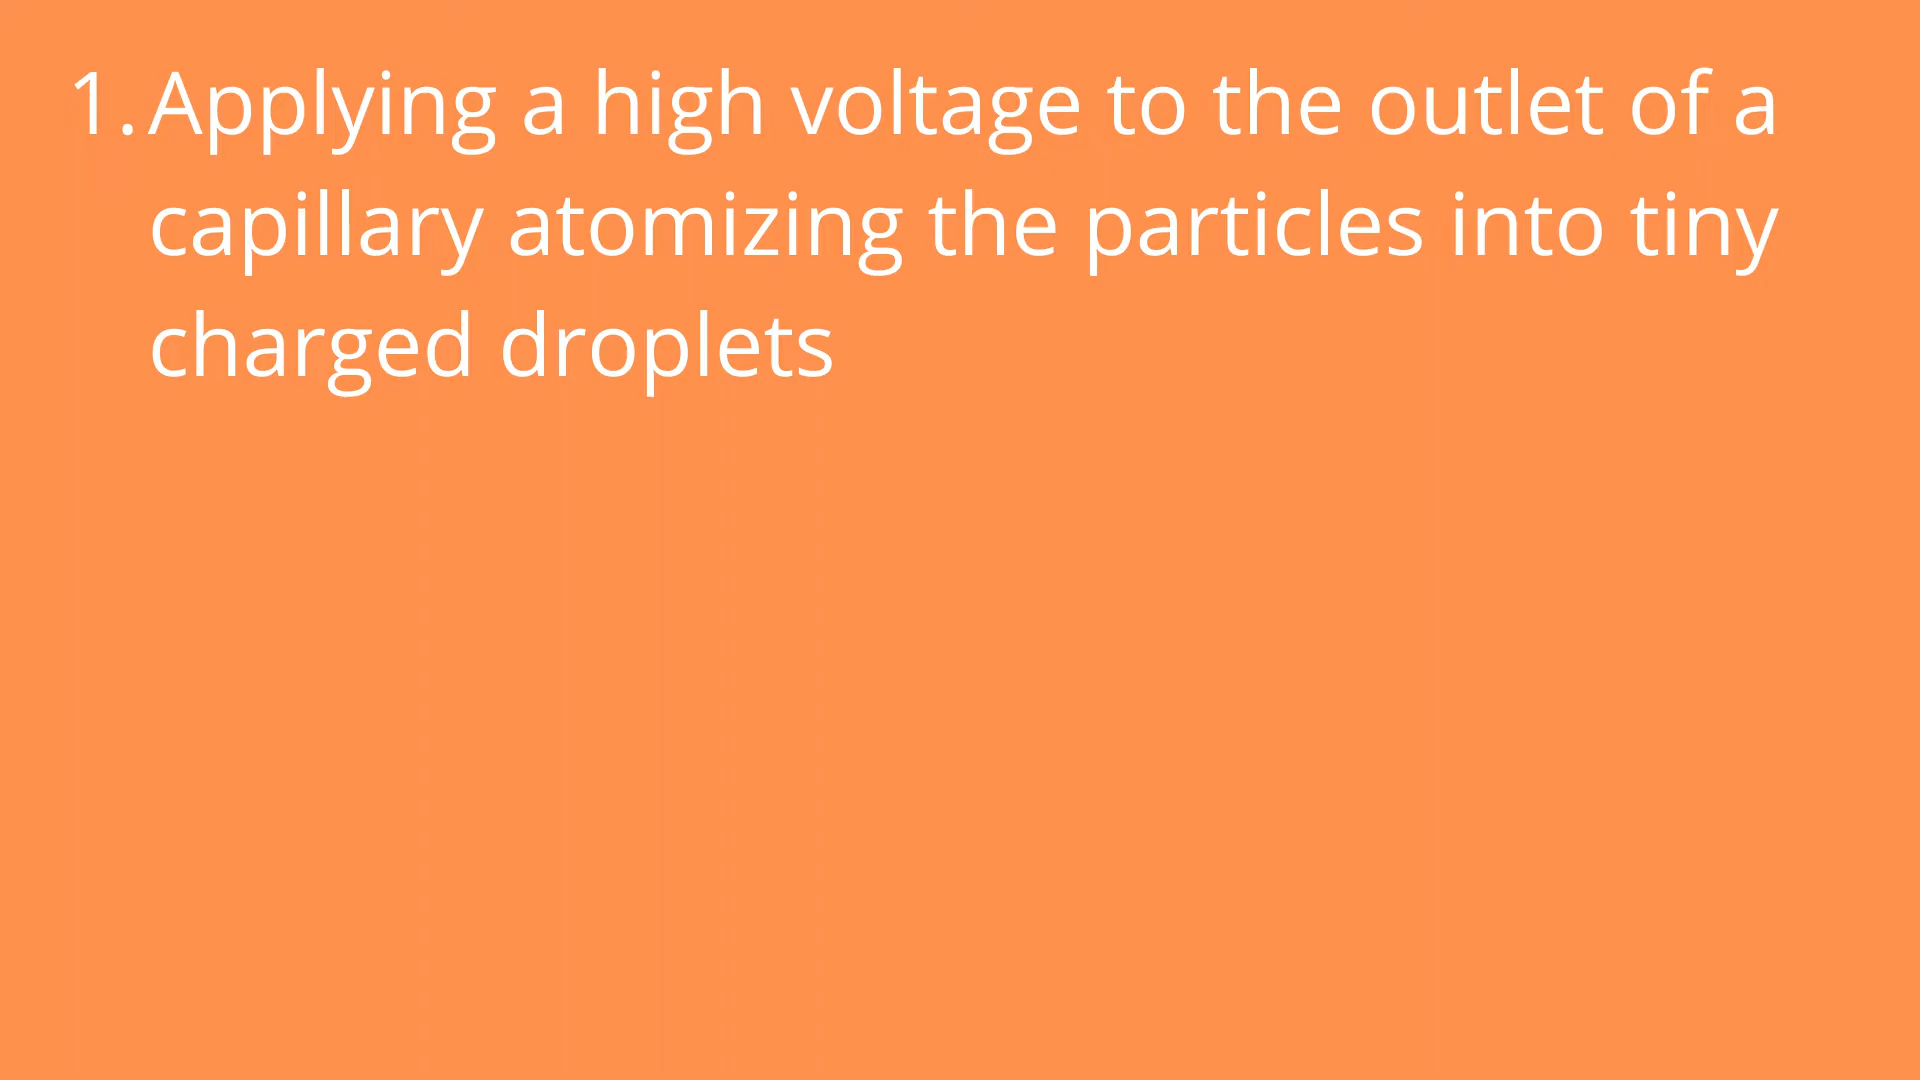 1. Applying a high voltage to the outlet of a
capillary atomizing the particles into tiny
charged droplets